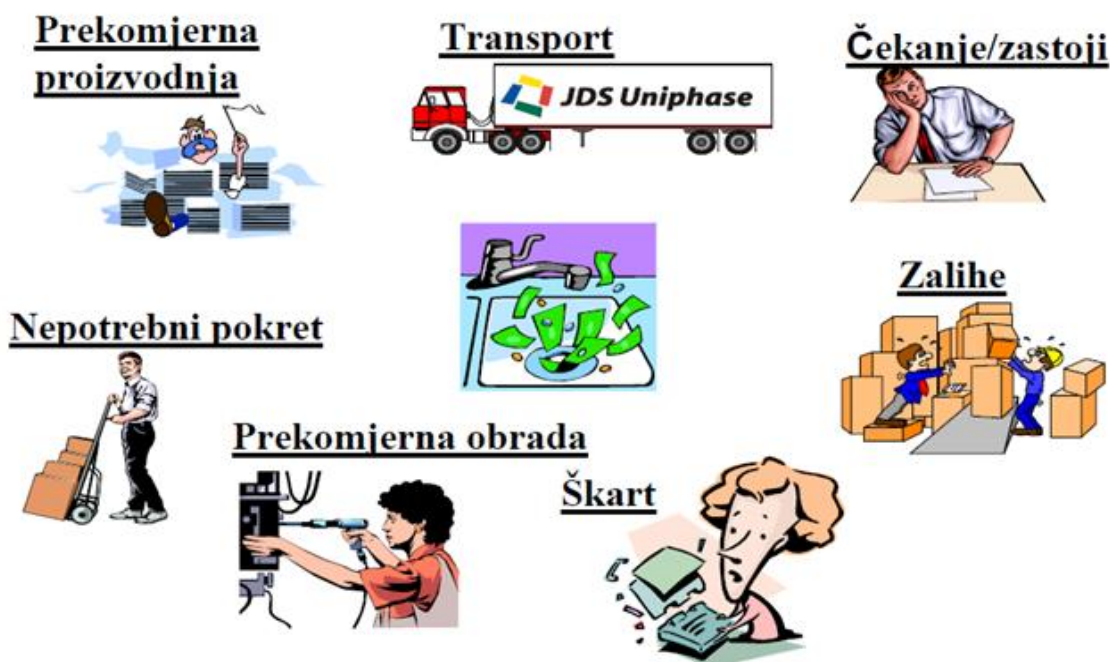 Prekomjerna
proizvodnja
Transport
JDS Uniphase
Čekanje/zastoji
Zalihe
Nepotrebni pokret
Prekomjerna obrada
Škart